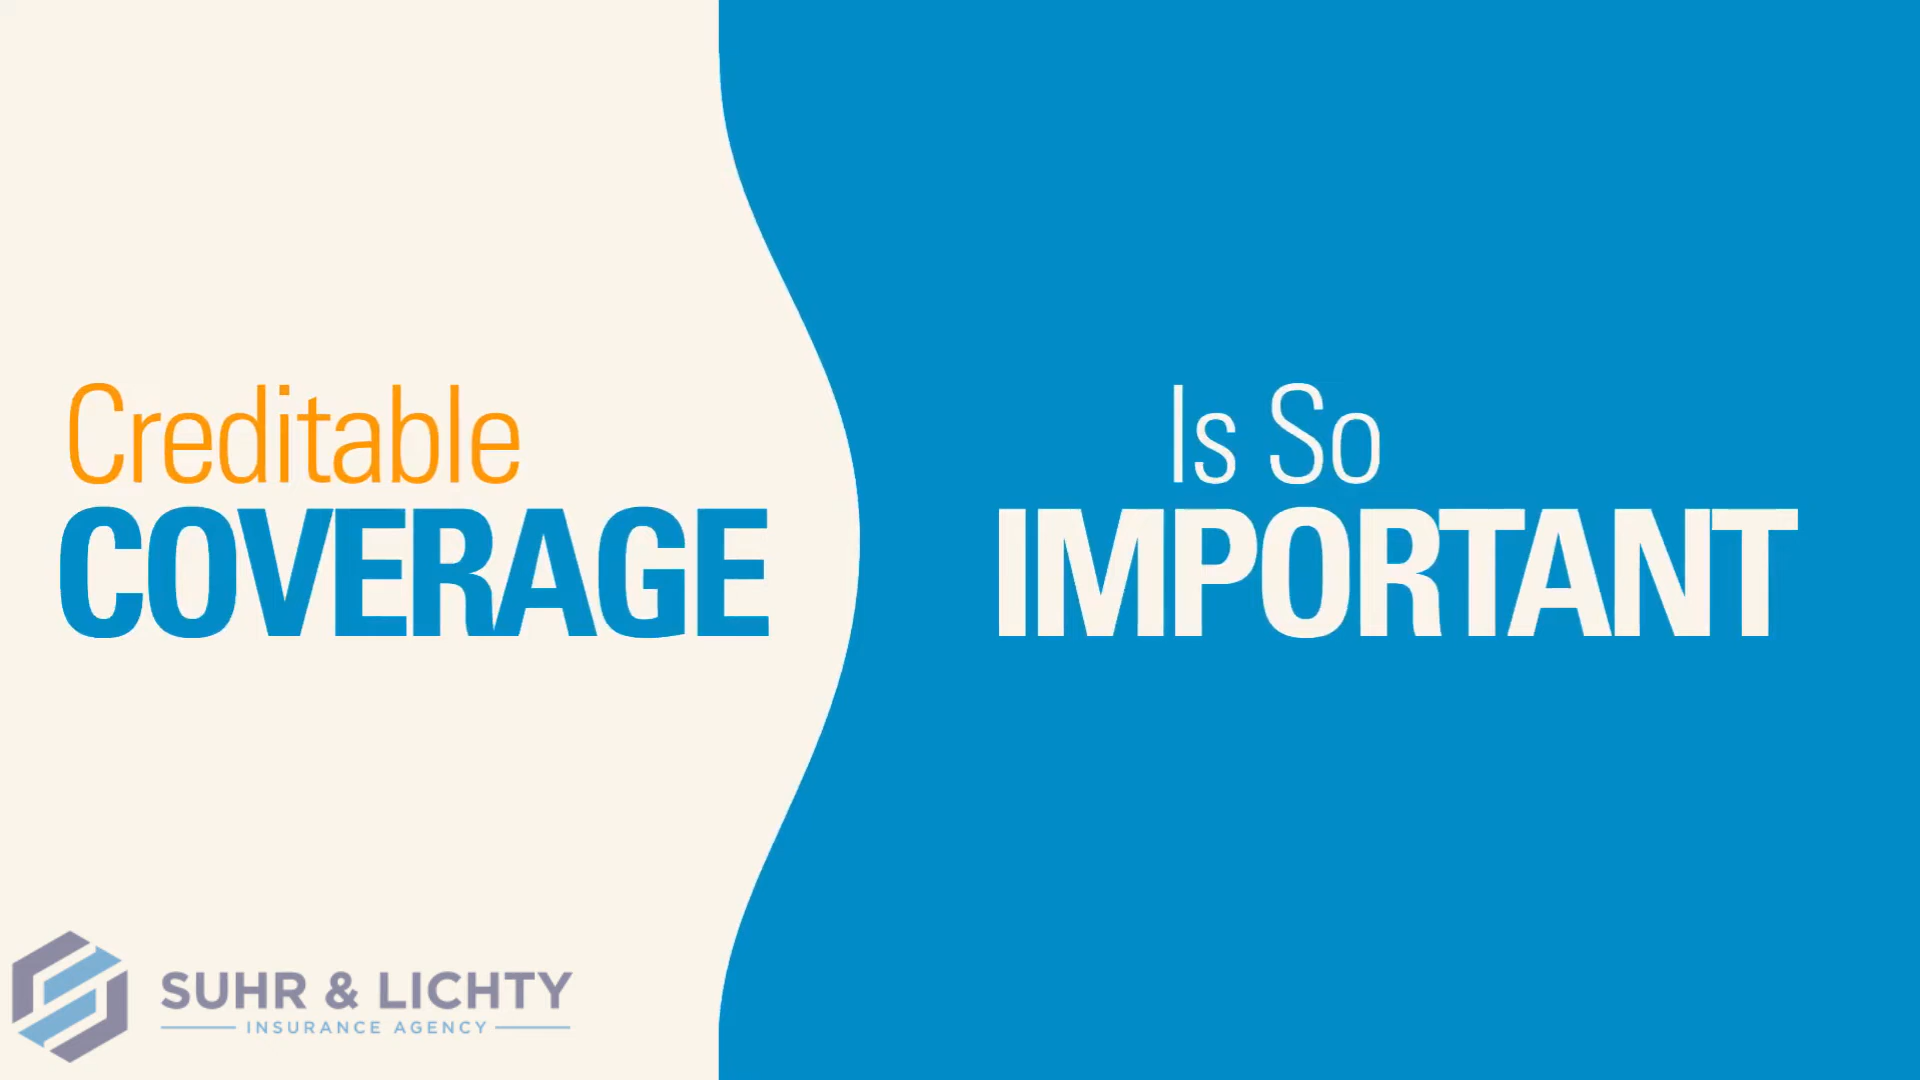 Creditable
COVERAGE
Is So
IMPORTANT
SUHR & LICHTY
INSURANCE AGENCY